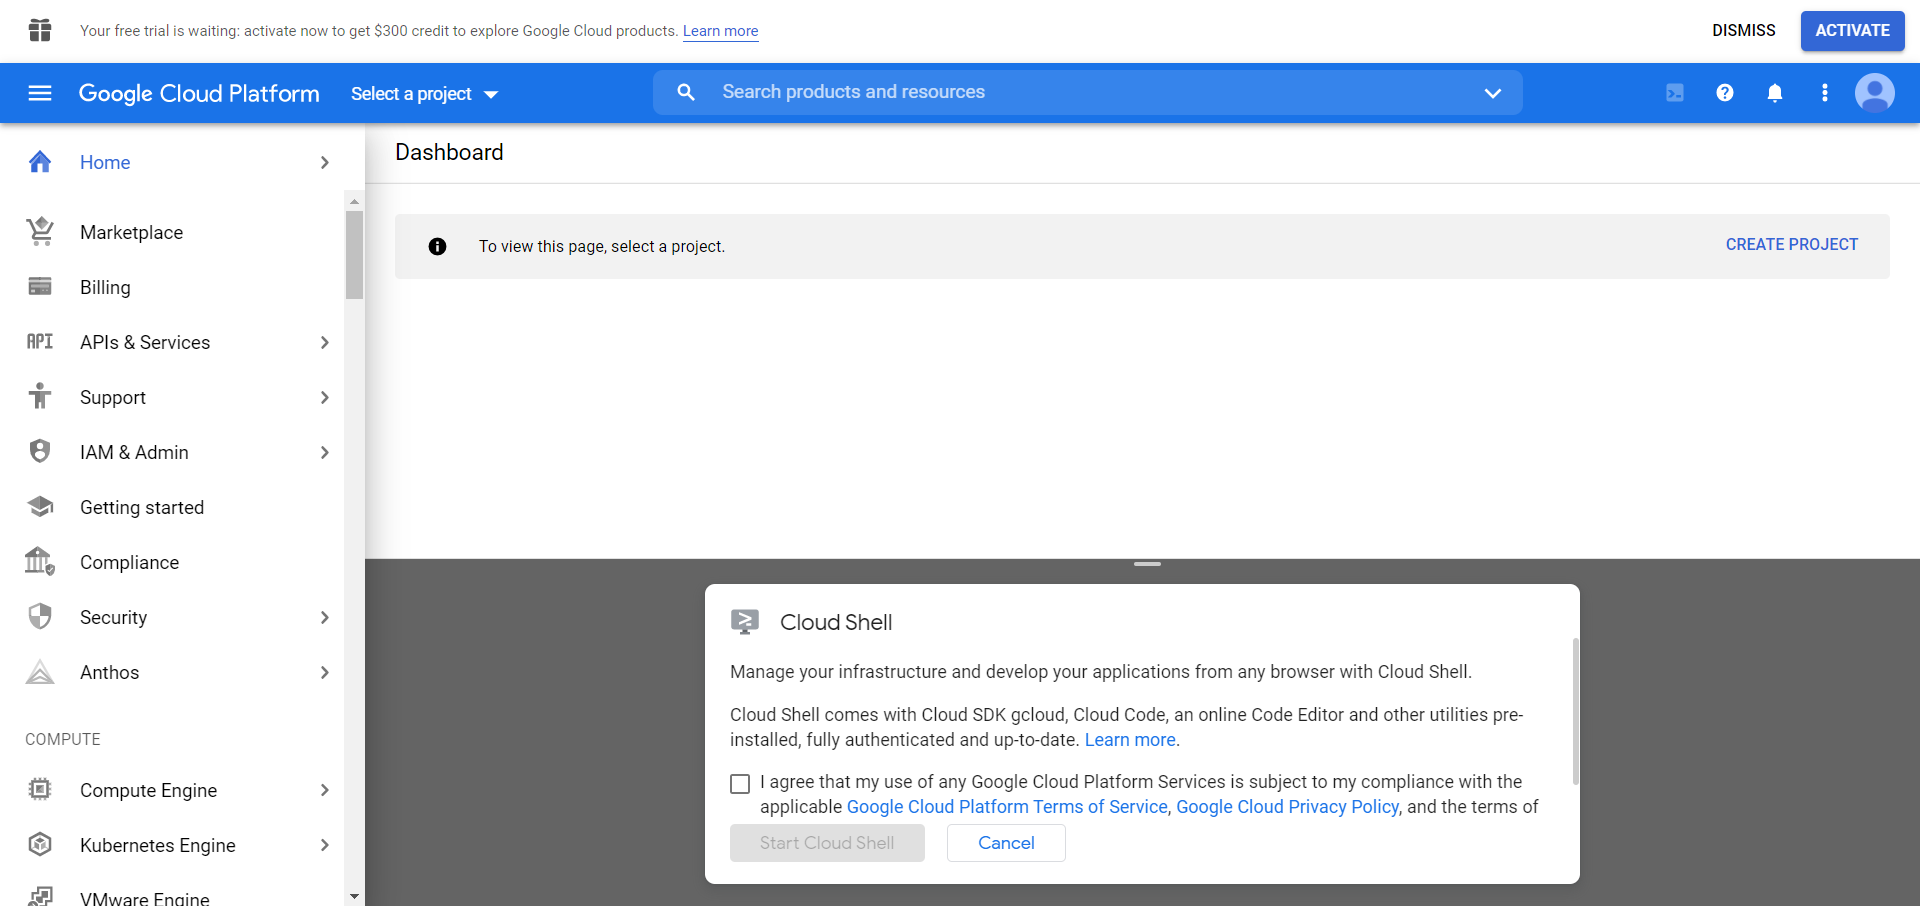 Your free trial is waiting: activate now to get $300 credit to explore Google Cloud products. Learn more
DISMISS
ACTIVATE
Google Cloud Platform
Select a project
Search products and resources
Home
Marketplace
Billing
API
APIs & Services
Support
IAM & Admin
Getting started
Compliance
Security
Anthos
COMPUTE
Compute Engine
Kubernetes Engine
VMware Engine
Dashboard
To view this page, select a project.
CREATE PROJECT
Cloud Shell
Manage your infrastructure and develop your applications from any browser with Cloud Shell.
Cloud Shell comes with Cloud SDK gcloud, Cloud Code, an online Code Editor and other utilities pre-
installed, fully authenticated and up-to-date. Learn more.
I agree that my use of any Google Cloud Platform Services is subject to my compliance with the
applicable Google Cloud Platform Terms of Service, Google Cloud Privacy Policy, and the terms of
Start Cloud Shell
Cancel